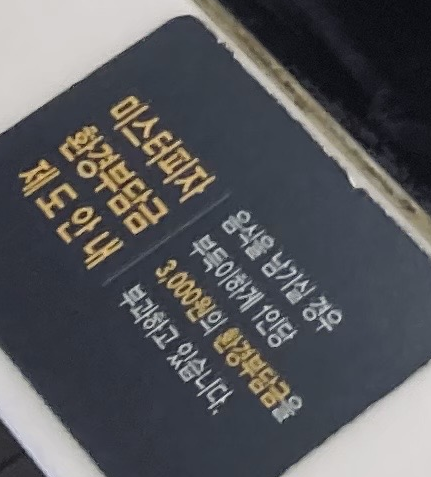 미스터피자
환경부담금
제 도 안 내
음식을 남기실 경우
부득이하게 1인당
3,000원의 환경부담금을
부과하고 있습니다.